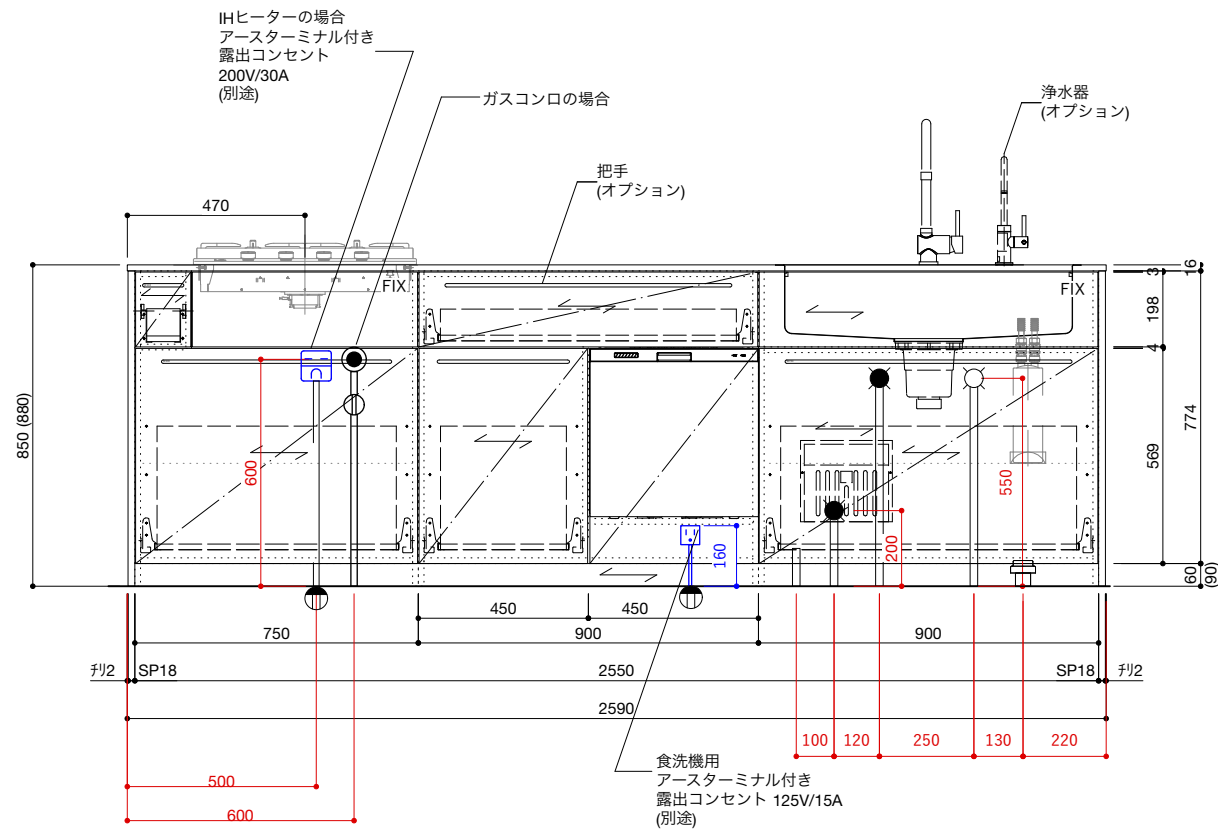 IHヒーターの場合
アースターミナル付き
露出コンセント
200V/30A
(別途)
ガスコンロの場合
浄水器
(オプション)
把手
(オプション)
470
FIX
FIX
16
3
198
4
850 (880)
774
569
600
550
200
160
60
(90)
450
450
750
900
900
チリ2
SP18
2550
SP18
チリ2
2590
100
120
250
130
220
500
600
食洗機用
アースターミナル付き
露出コンセント 125V/15A
(別途)